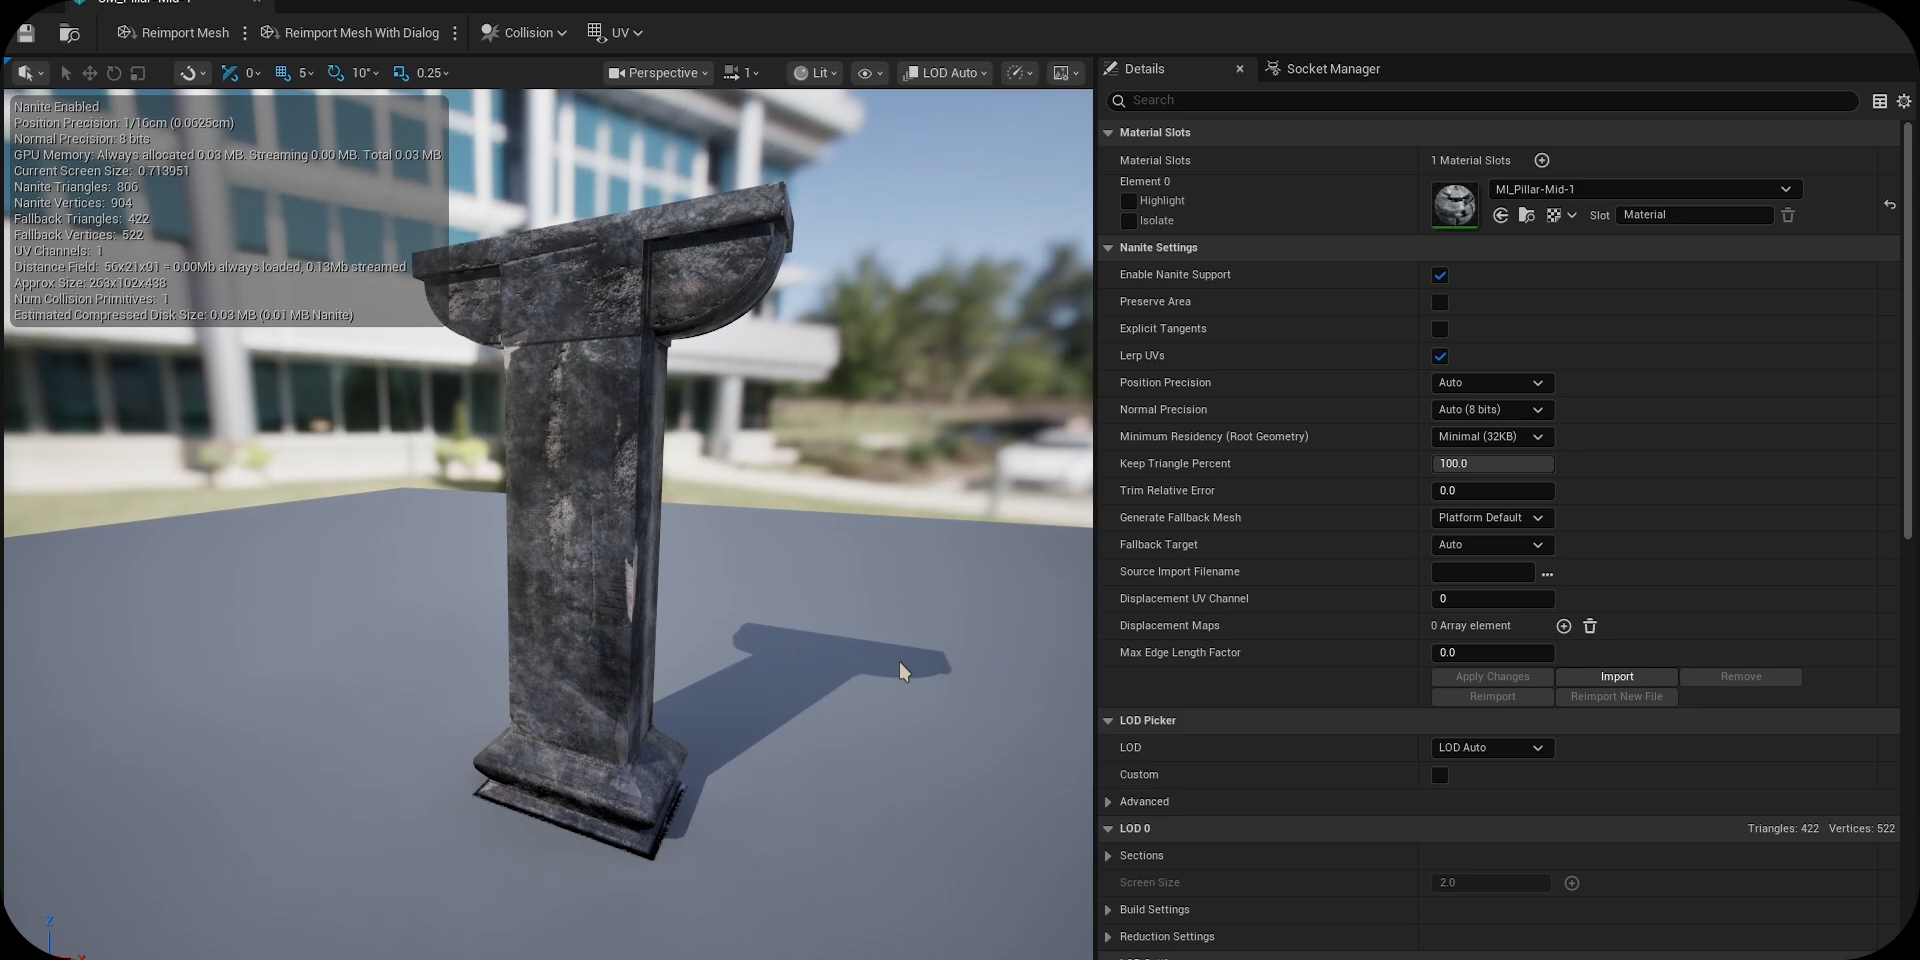 Reimport Mesh
Reimport Mesh With Dialog
Collision
UV
0
5
10°
0.25
Perspective
1
Lit
LOD Auto
Nanite Enabled
Position Precision: 1/16cm (0.0625cm)
Normal Precision: 8 bits
GPU Memory: Always allocated 0.03 MB. Streaming 0.00 MB. Total 0.03 MB.
Current Screen Size: 0.713951
Nanite Triangles: 806
Nanite Vertices: 904
Fallback Triangles: 422
Fallback Vertices: 522
UV Channels: 1
Distance Field: 56x21x91 = 0.00Mb always loaded, 0.13Mb streamed
Approx Size: 263x102x438
Num Collision Primitives: 1
Estimated Compressed Disk Size: 0.03 MB (0.01 MB Nanite)
Z
X
Details
Socket Manager
Search
Material Slots
Material Slots 1 Material Slots
Element 0
Highlight
Isolate
MI_Pillar-Mid-1
Slot Material
Nanite Settings
Enable Nanite Support
Preserve Area
Explicit Tangents
Lerp UVs
Position Precision Auto
Normal Precision Auto (8 bits)
Minimum Residency (Root Geometry) Minimal (32KB)
Keep Triangle Percent 100.0
Trim Relative Error 0.0
Generate Fallback Mesh Platform Default
Fallback Target Auto
Source Import Filename ...
Displacement UV Channel 0
Displacement Maps 0 Array element
Max Edge Length Factor 0.0
Apply Changes Import Remove
Reimport Reimport New File
LOD Picker
LOD LOD Auto
Custom
Advanced
LOD 0 Triangles: 422 Vertices: 522
Sections
Screen Size 2.0
Build Settings
Reduction Settings